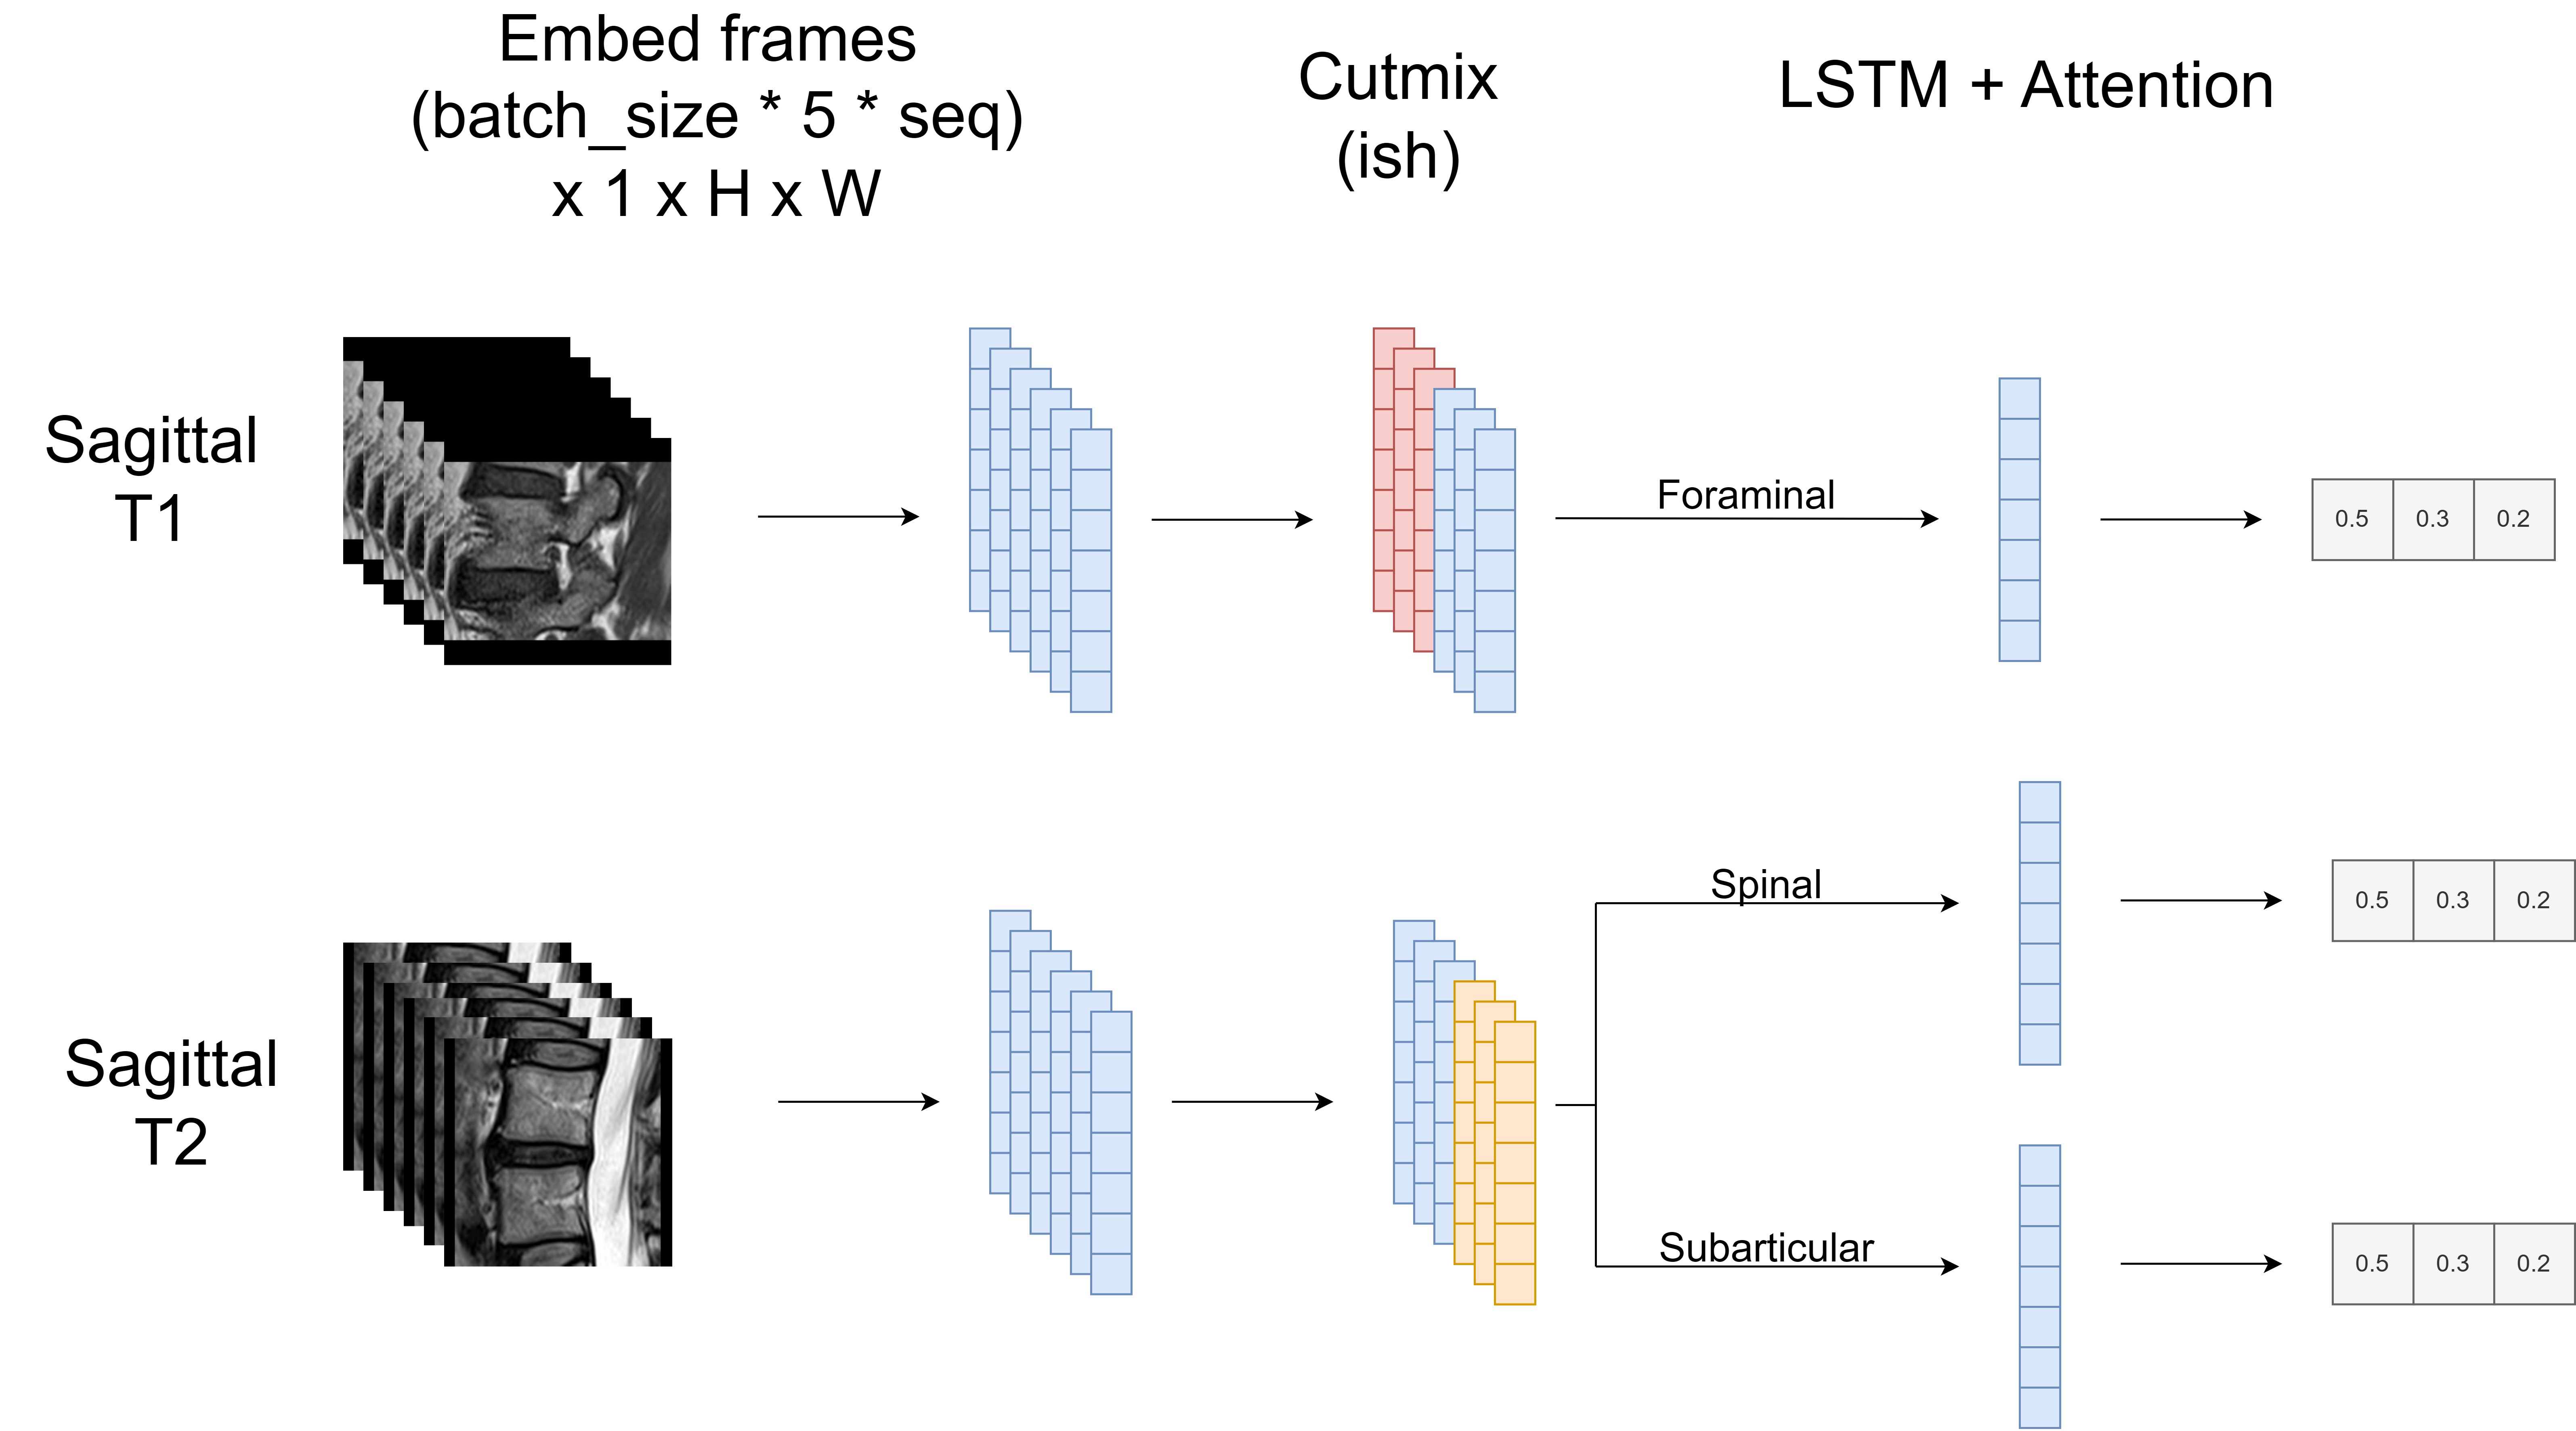 Embed frames
(batch_size * 5 * seq)
x 1 x H x W
Cutmix
(ish)
LSTM + Attention
Sagittal
T1
Foraminal
0.5 0.3 0.2
Sagittal
T2
Spinal
0.5 0.3 0.2
Subarticular
0.5 0.3 0.2